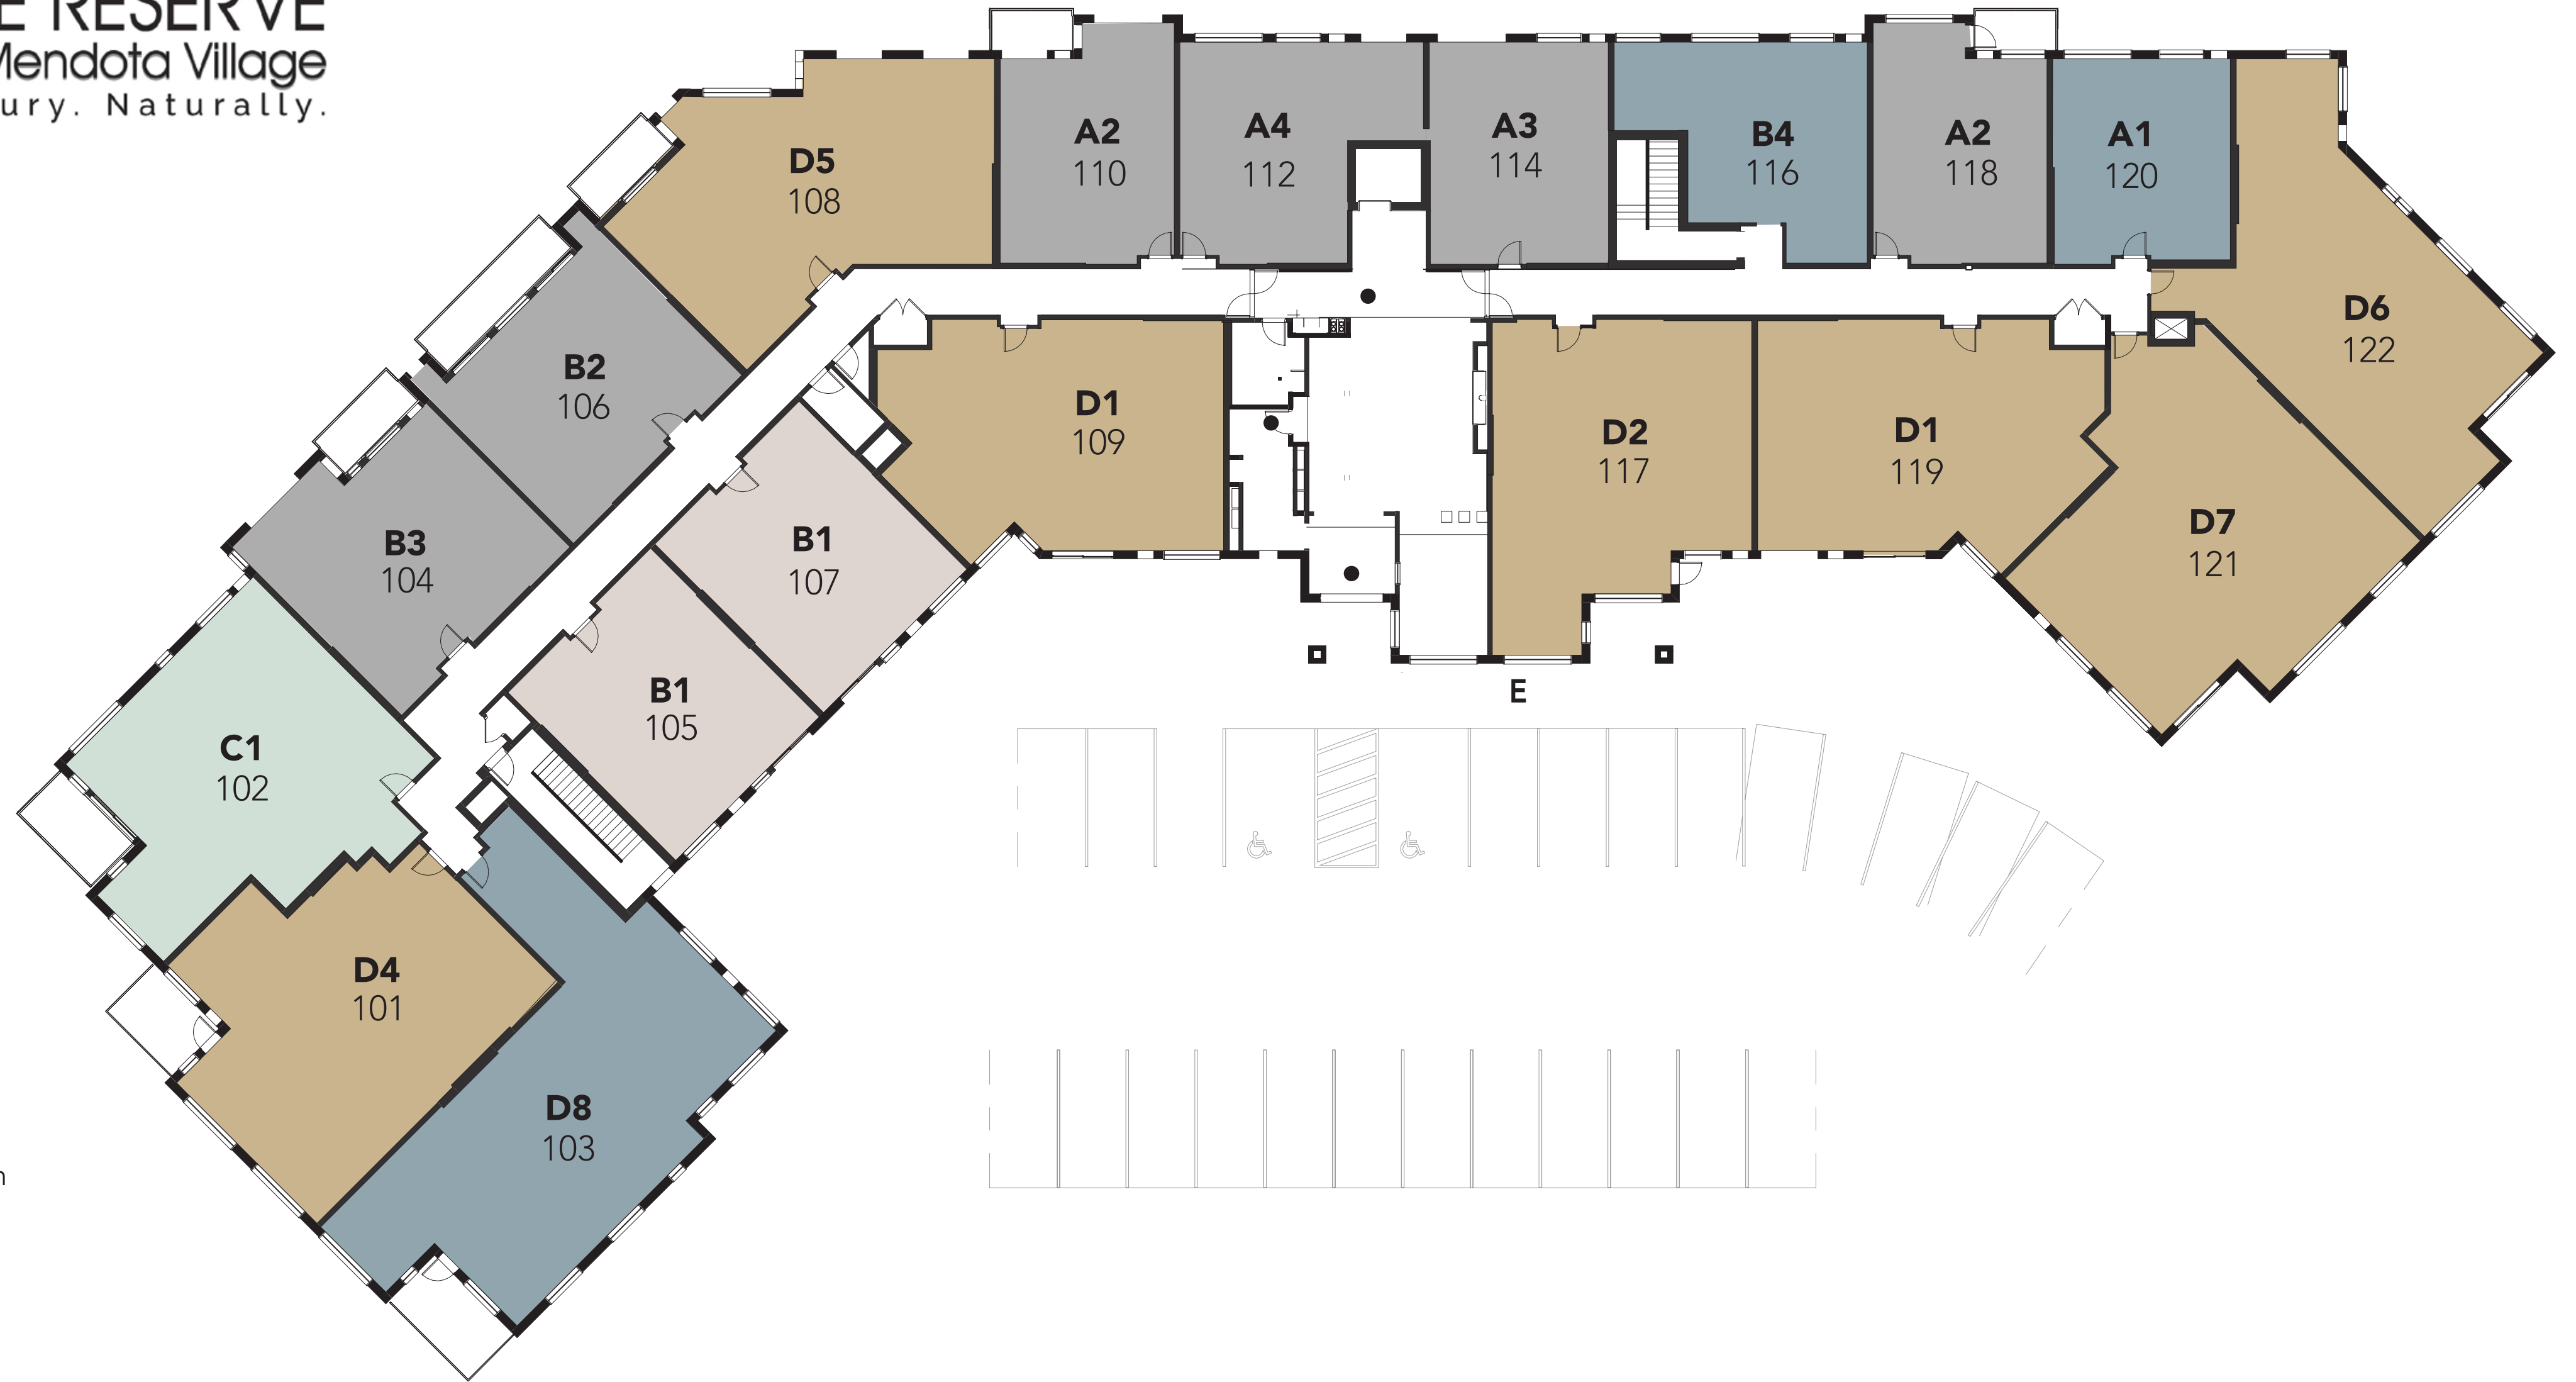 E RESERVE
Mendota Village
ury. Naturally.
D5
108
A2
110
A4
112
A3
114
B4
116
A2
118
A1
120
D6
122
B2
106
D1
109
D2
117
D1
119
D7
121
B3
104
B1
107
B1
105
E
C1
102
D4
101
D8
103
n